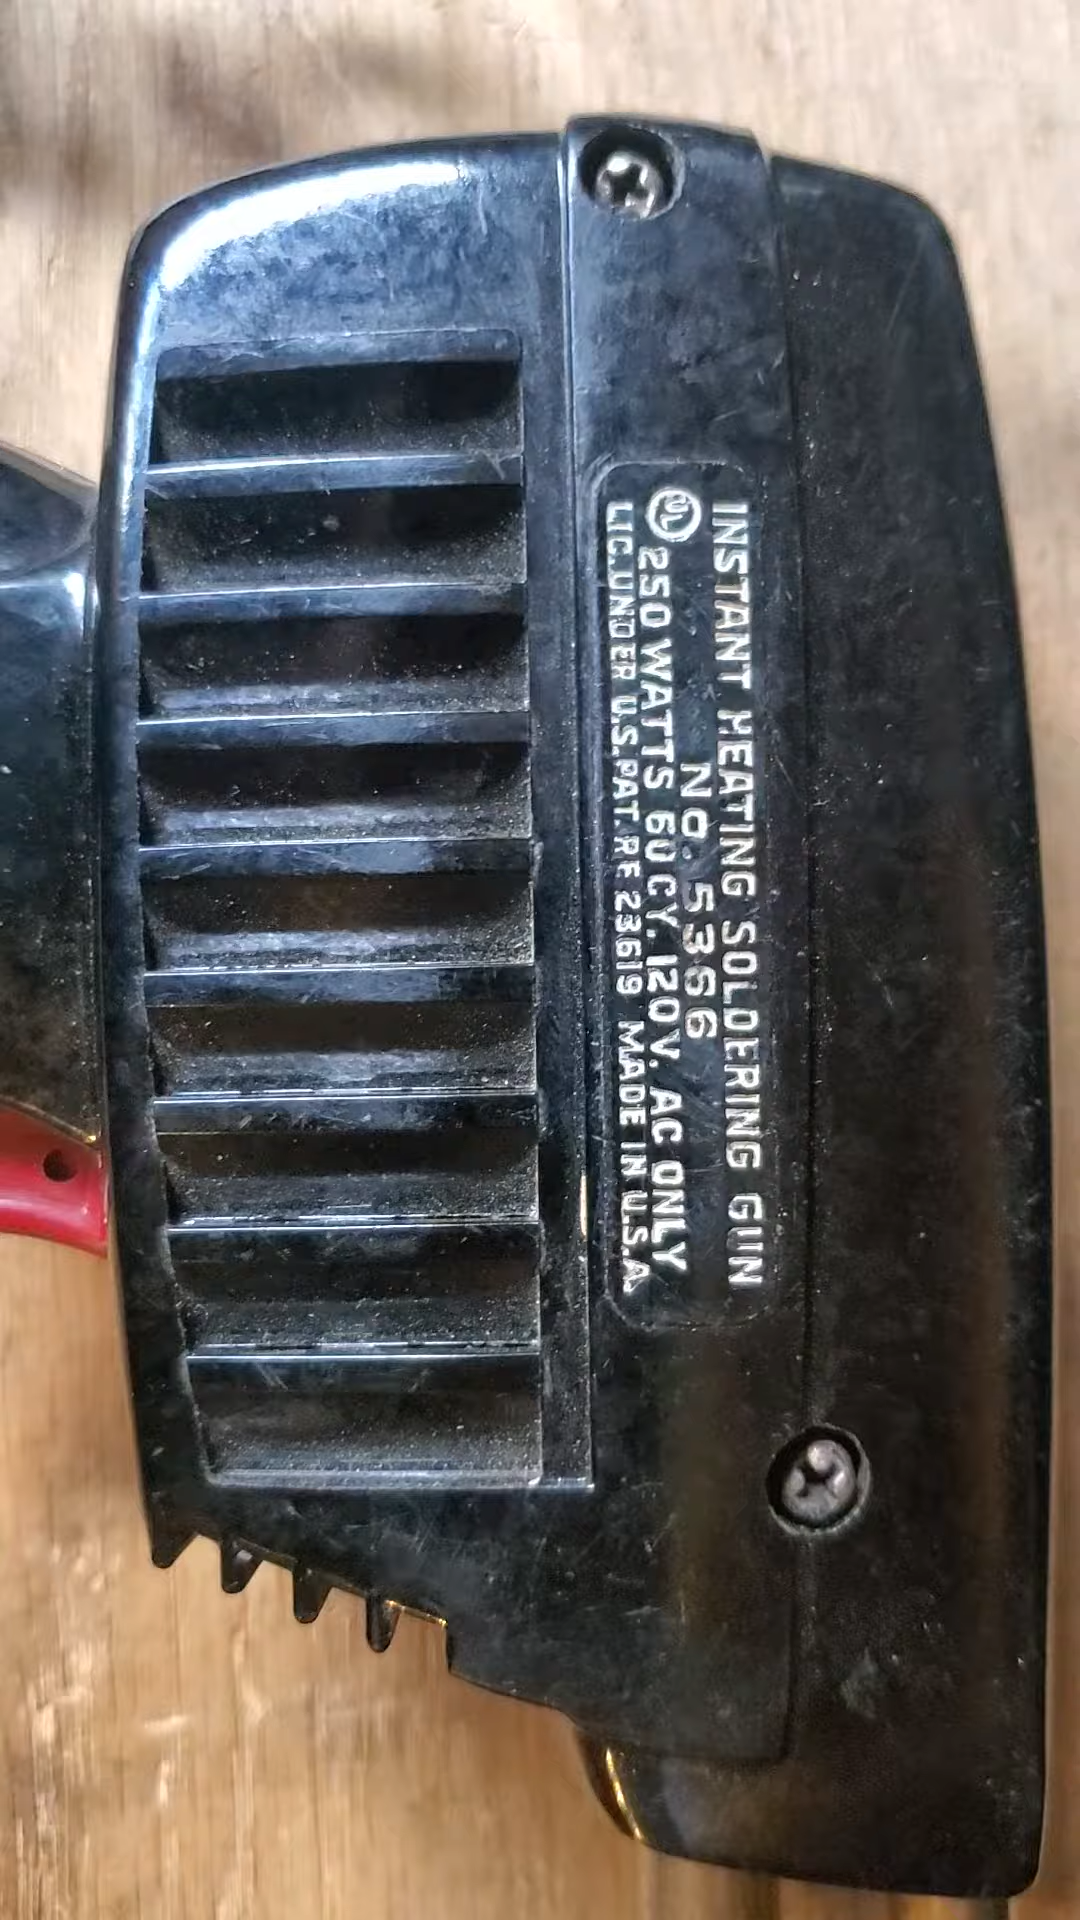 INSTANT HEATING SOLDERING GUN
NO. 5366
UL 250 WATTS 60 CY. 120 V. AC ONLY
LIC. UNDER U.S. PAT. RE 23619 MADE IN U.S.A.